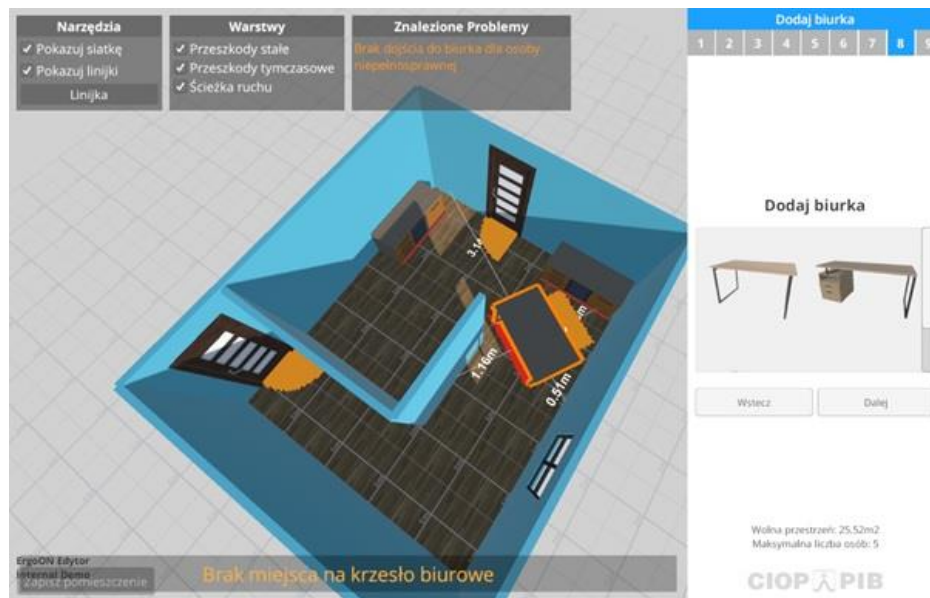 Narzędzia
✓ Pokazuj siatkę
✓ Pokazuj linijki
Linijka
Warstwy
✓ Przeszkody stałe
✓ Przeszkody tymczasowe
✓ Ścieżka ruchu
Znalezione Problemy
Brak dojścia do biurka dla osoby
niepełnosprawnej
Dodaj biurka
1 2 3 4 5 6 7 8 9
Dodaj biurka
1.16m
0.51m
Wstecz Dalej
Wolna przestrzeń: 25.52m2
Maksymalna liczba osób: 5
ErgoON Edytor
Internal Demo
Zapisz pomieszczenie
Brak miejsca na krzesło biurowe
CIOP PIB